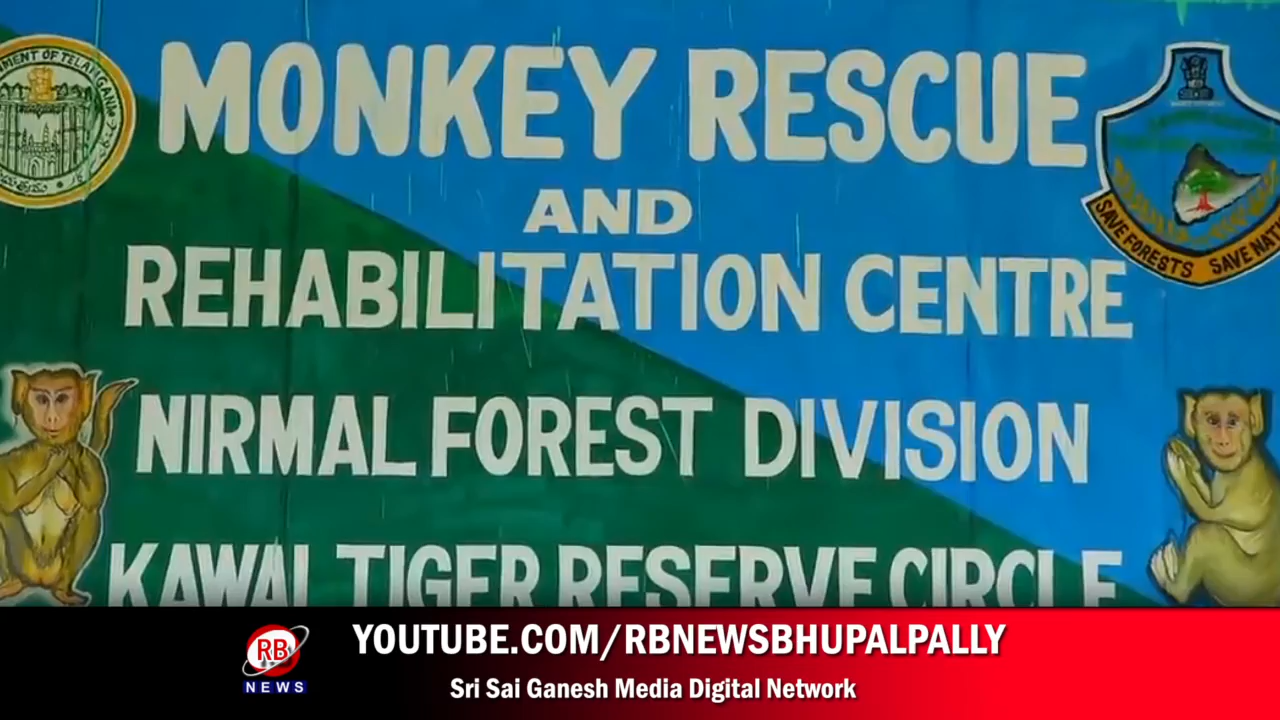 MONKEY RESCUE
AND
REHABILITATION CENTRE
NIRMAL FOREST DIVISION
KAWAL TIGER RESERVE CIRCLE
SAVE FORESTS SAVE
RB
NEWS
YOUTUBE.COM/RBNEWSBHUPALPALLY
Sri Sai Ganesh Media Digital Network